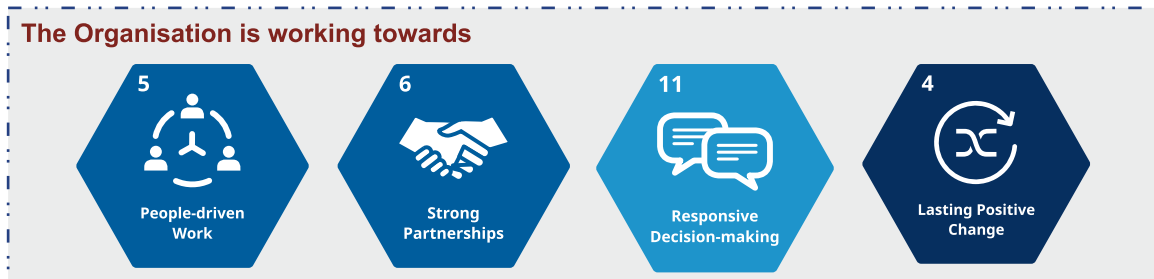 The Organisation is working towards
5
People-driven
Work
6
Strong
Partnerships
11
Responsive
Decision-making
4
Lasting Positive
Change